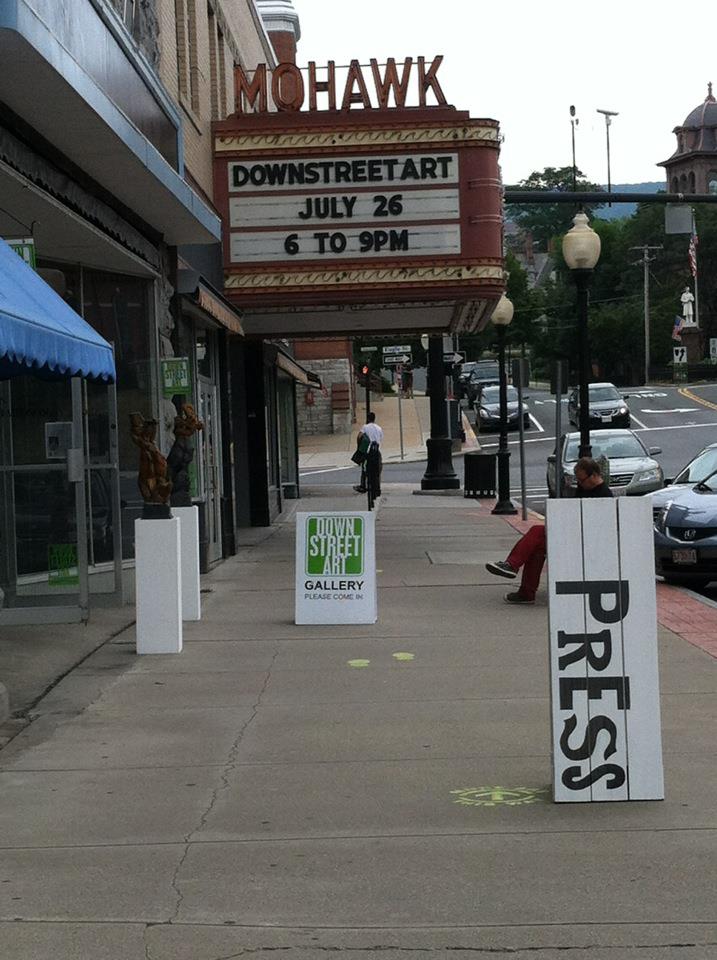 MOHAWK
DOWNSTREETART
JULY 26
6 TO 9PM
DOWN
STREET
ART
GALLERY
PLEASE COME IN
PRESS